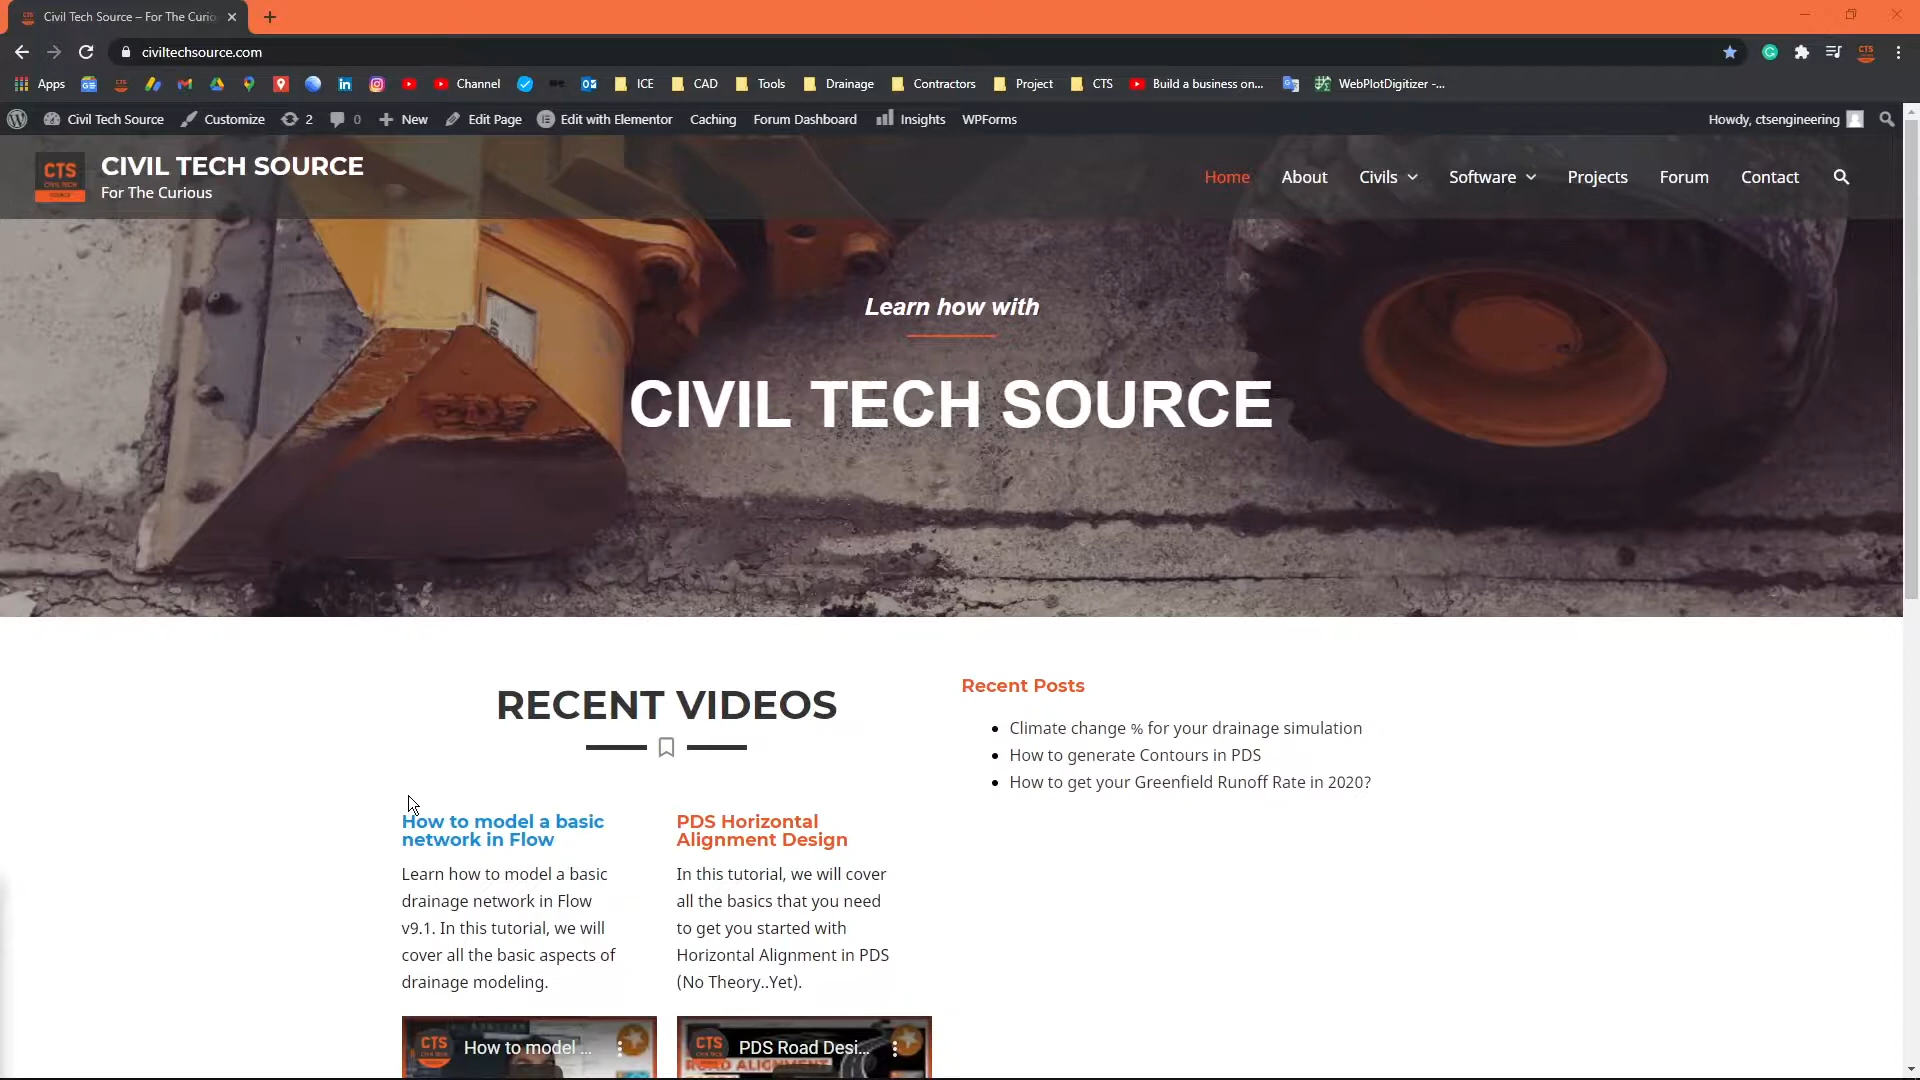 Civil Tech Source – For The Curio
civiltechsource.com
Apps
Channel
ICE
CAD
Tools
Drainage
Contractors
Project
CTS
Build a business on...
WebPlotDigitizer -...
Civil Tech Source
Customize
2
0
New
Edit Page
Edit with Elementor
Caching
Forum Dashboard
Insights
WPForms
Howdy, ctsengineering
CTS
CIVIL TECH
SOURCE
CIVIL TECH SOURCE
For The Curious
Home
About
Civils
Software
Projects
Forum
Contact
Learn how with
CIVIL TECH SOURCE
RECENT VIDEOS
How to model a basic
network in Flow
Learn how to model a basic
drainage network in Flow
v9.1. In this tutorial, we will
cover all the basic aspects of
drainage modeling.
CTS
How to model ...
PDS Horizontal
Alignment Design
In this tutorial, we will cover
all the basics that you need
to get you started with
Horizontal Alignment in PDS
(No Theory..Yet).
CTS
PDS Road Desi...
ROAD ALIGNMENT
Recent Posts
Climate change % for your drainage simulation
How to generate Contours in PDS
How to get your Greenfield Runoff Rate in 2020?